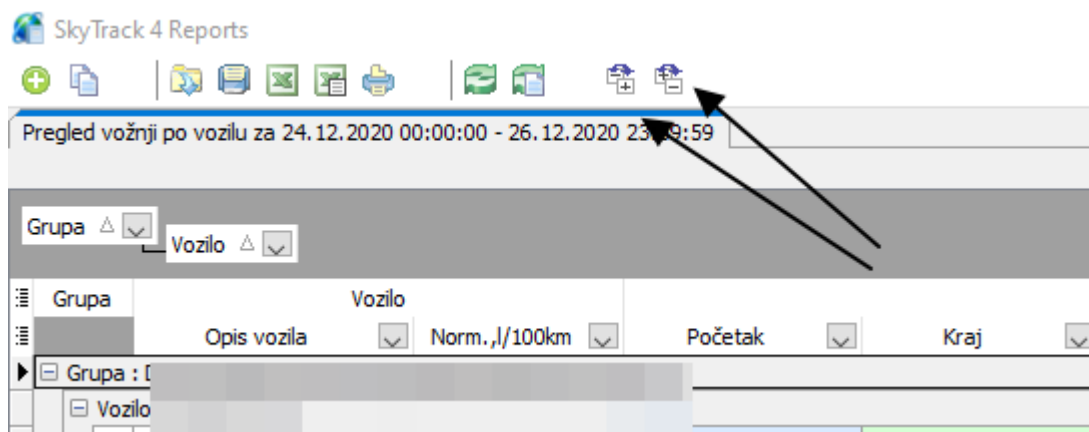 SkyTrack 4 Reports
Pregled vožnji po vozilu za 24.12.2020 00:00:00 - 26.12.2020 23: :59
Grupa
Vozilo
Grupa Vozilo
Opis vozila Norm.,l/100km Početak Kraj
Grupa :
Vozilo